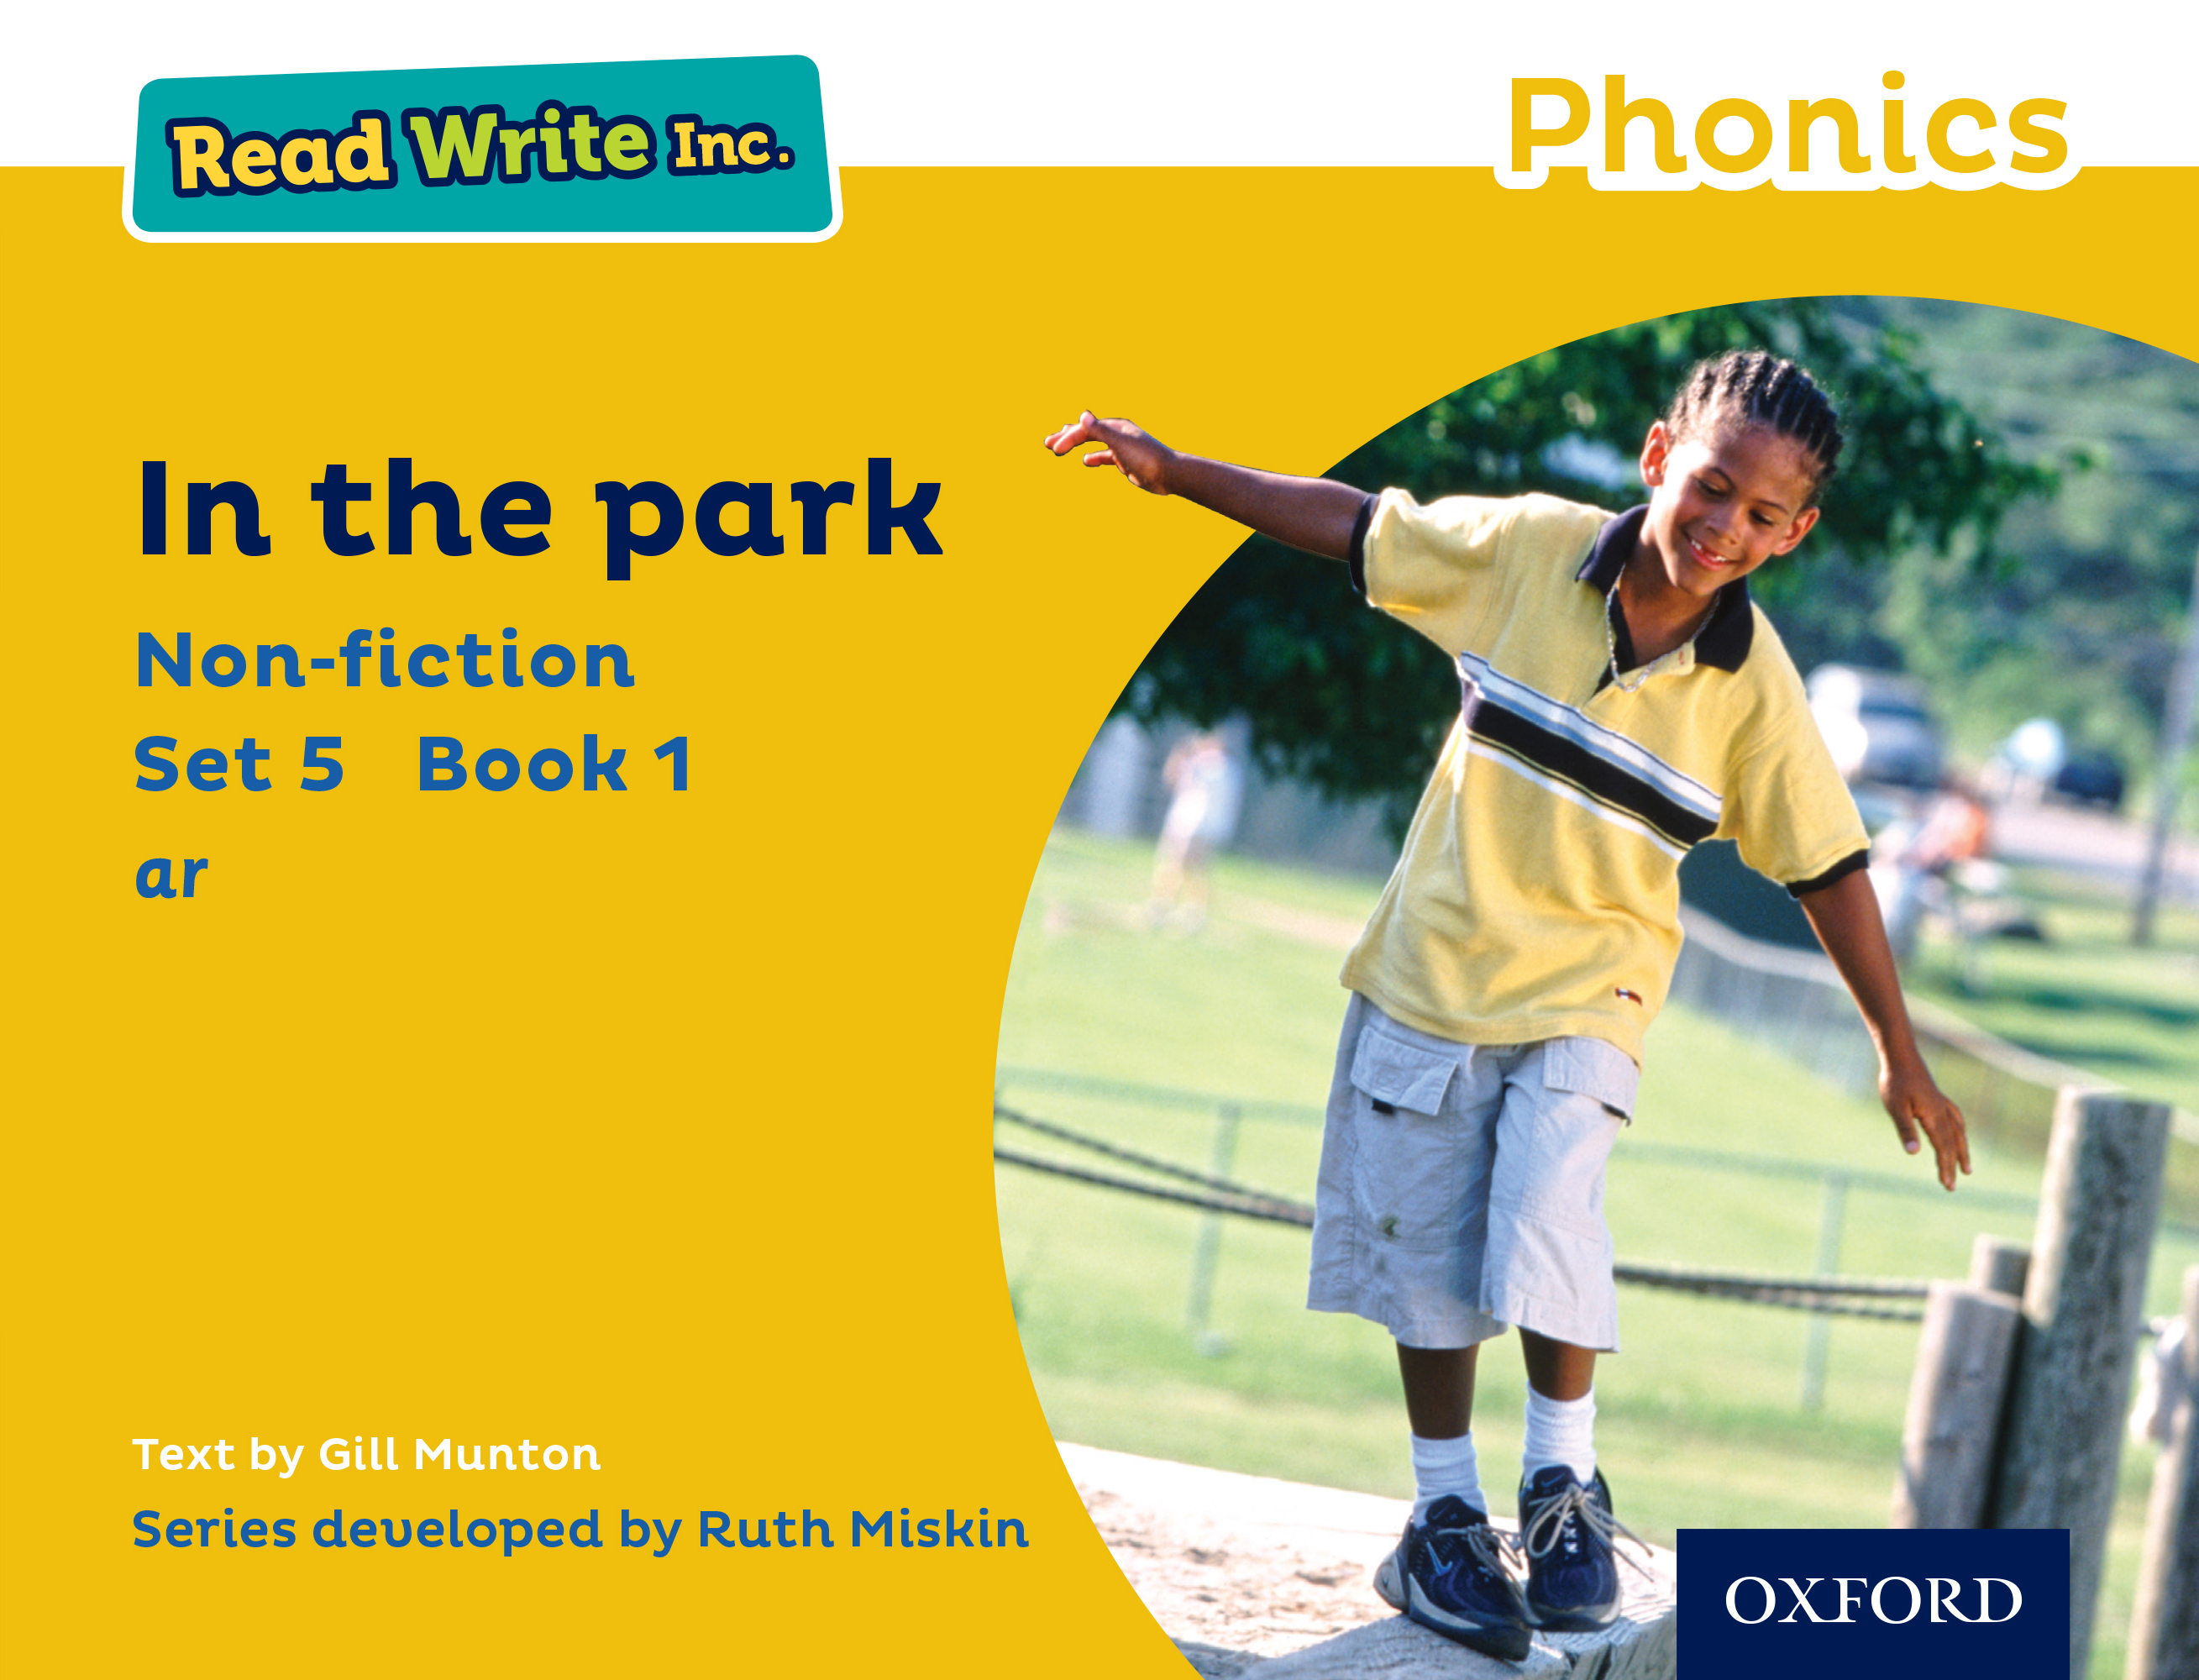 Read Write Inc.
Phonics
In the park
Non-fiction
Set 5 Book 1
ar
Text by Gill Munton
Series developed by Ruth Miskin
OXFORD